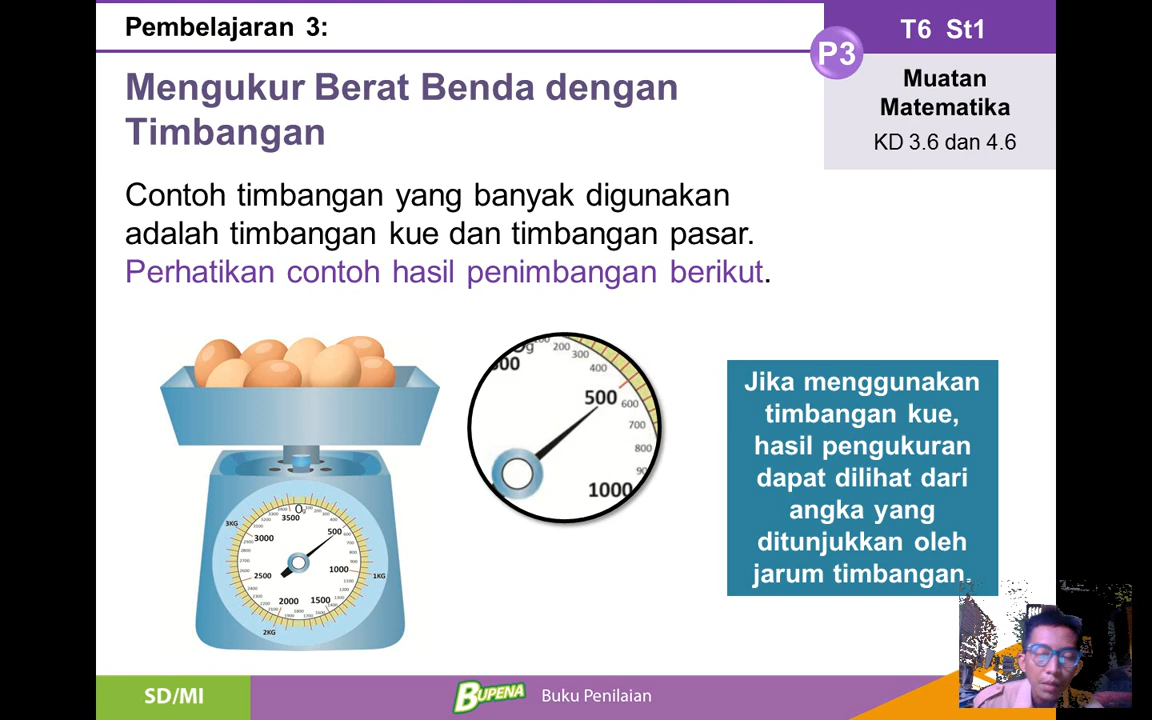 Pembelajaran 3:
T6 St1
P3
Muatan
Matematika
KD 3.6 dan 4.6
Mengukur Berat Benda dengan
Timbangan
Contoh timbangan yang banyak digunakan
adalah timbangan kue dan timbangan pasar.
Perhatikan contoh hasil penimbangan berikut.
200
300
400
500
600
700
800
1000
3500
500
3000
1000
2500
2000
1500
3KG
1KG
2KG
Jika menggunakan
timbangan kue,
hasil pengukuran
dapat dilihat dari
angka yang
ditunjukkan oleh
jarum timbangan.
SD/MI
BUPENA
Buku Penilaian